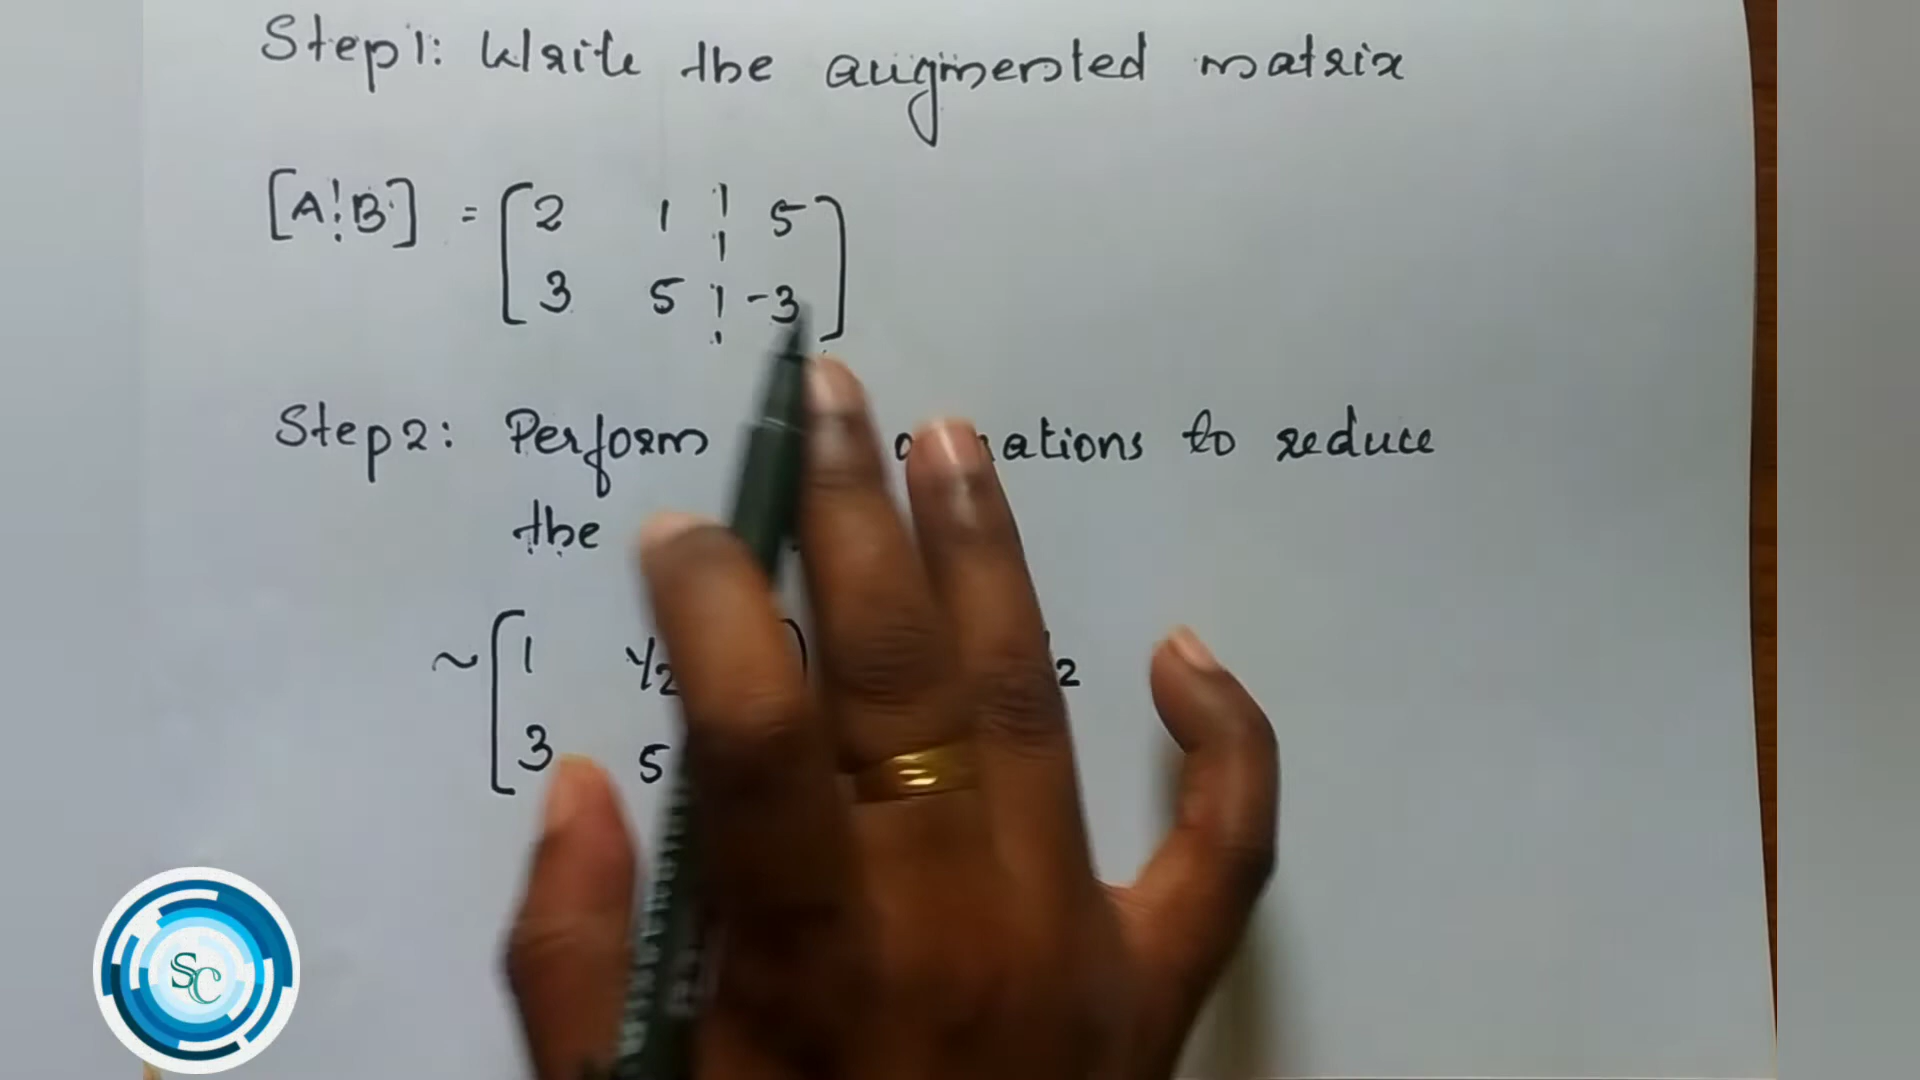 Step1: Write the augmented matrix
[A¦B] = [2 1 ¦ 5
3 5 ¦ -3]
Step2: Perform to reduce
the
~ [1 1/2 2
3 5
SC